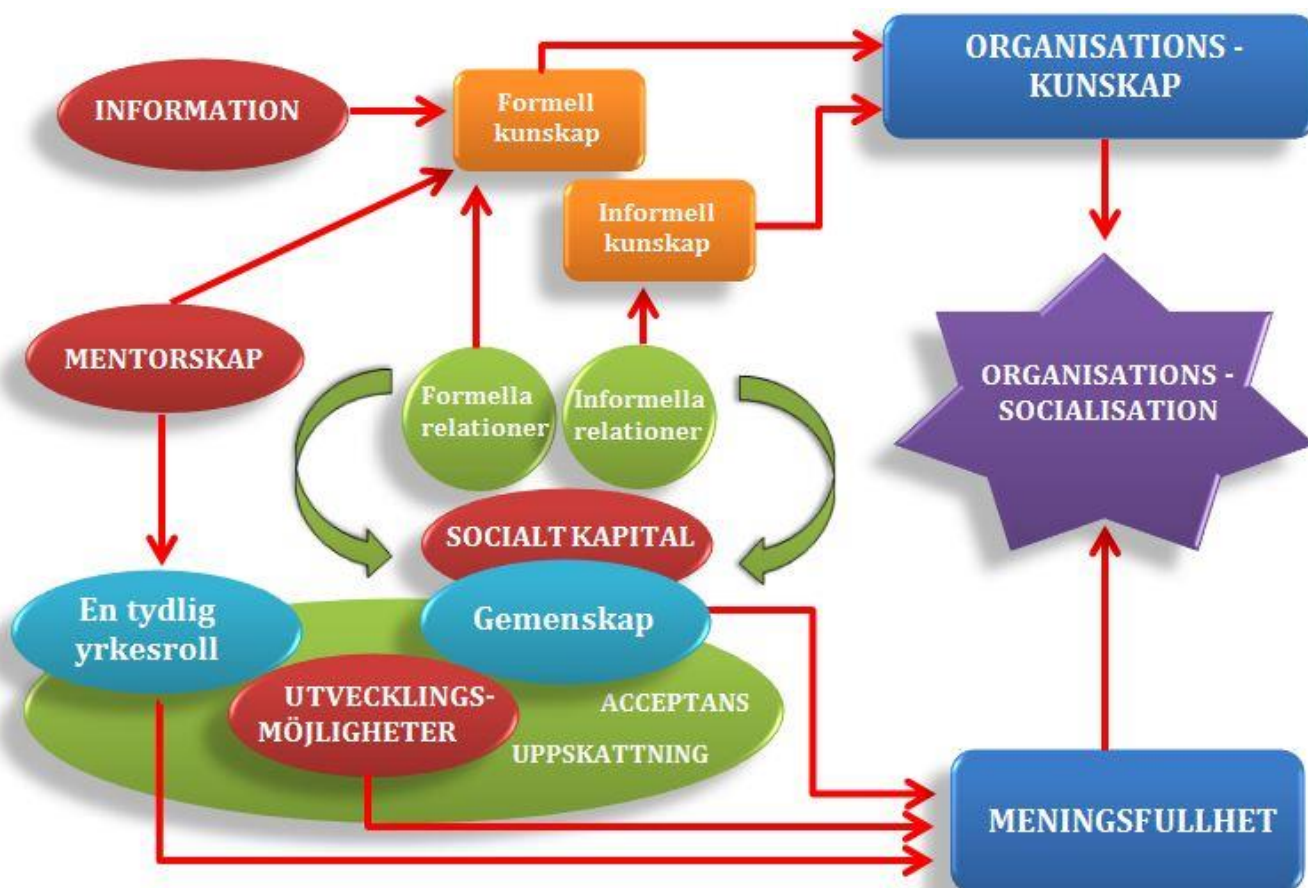 ORGANISATIONS -
KUNSKAP
INFORMATION
Formell
kunskap
Informell
kunskap
MENTORSKAP
Formella
relationer
Informella
relationer
ORGANISATIONS -
SOCIALISATION
SOCIALT KAPITAL
En tydlig
yrkesroll
Gemenskap
UTVECKLINGS-
MÖJLIGHETER
ACCEPTANS
UPPSKATTNING
MENINGSFULLHET